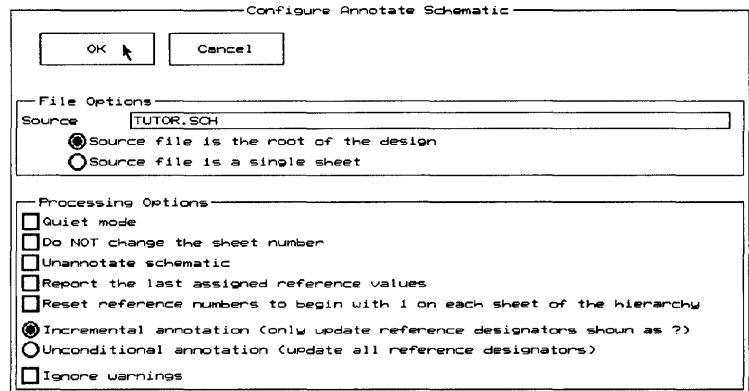 Configure Annotate Schematic
OK
Cancel
File Options
Source TUTOR.SCH
Source file is the root of the design
Source file is a single sheet
Processing Options
Quiet mode
Do NOT change the sheet number
Unannotate schematic
Report the last assigned reference values
Reset reference numbers to begin with 1 on each sheet of the hierarchy
Incremental annotation (only update reference designators shown as ?)
Unconditional annotation (update all reference designators)
Ignore warnings